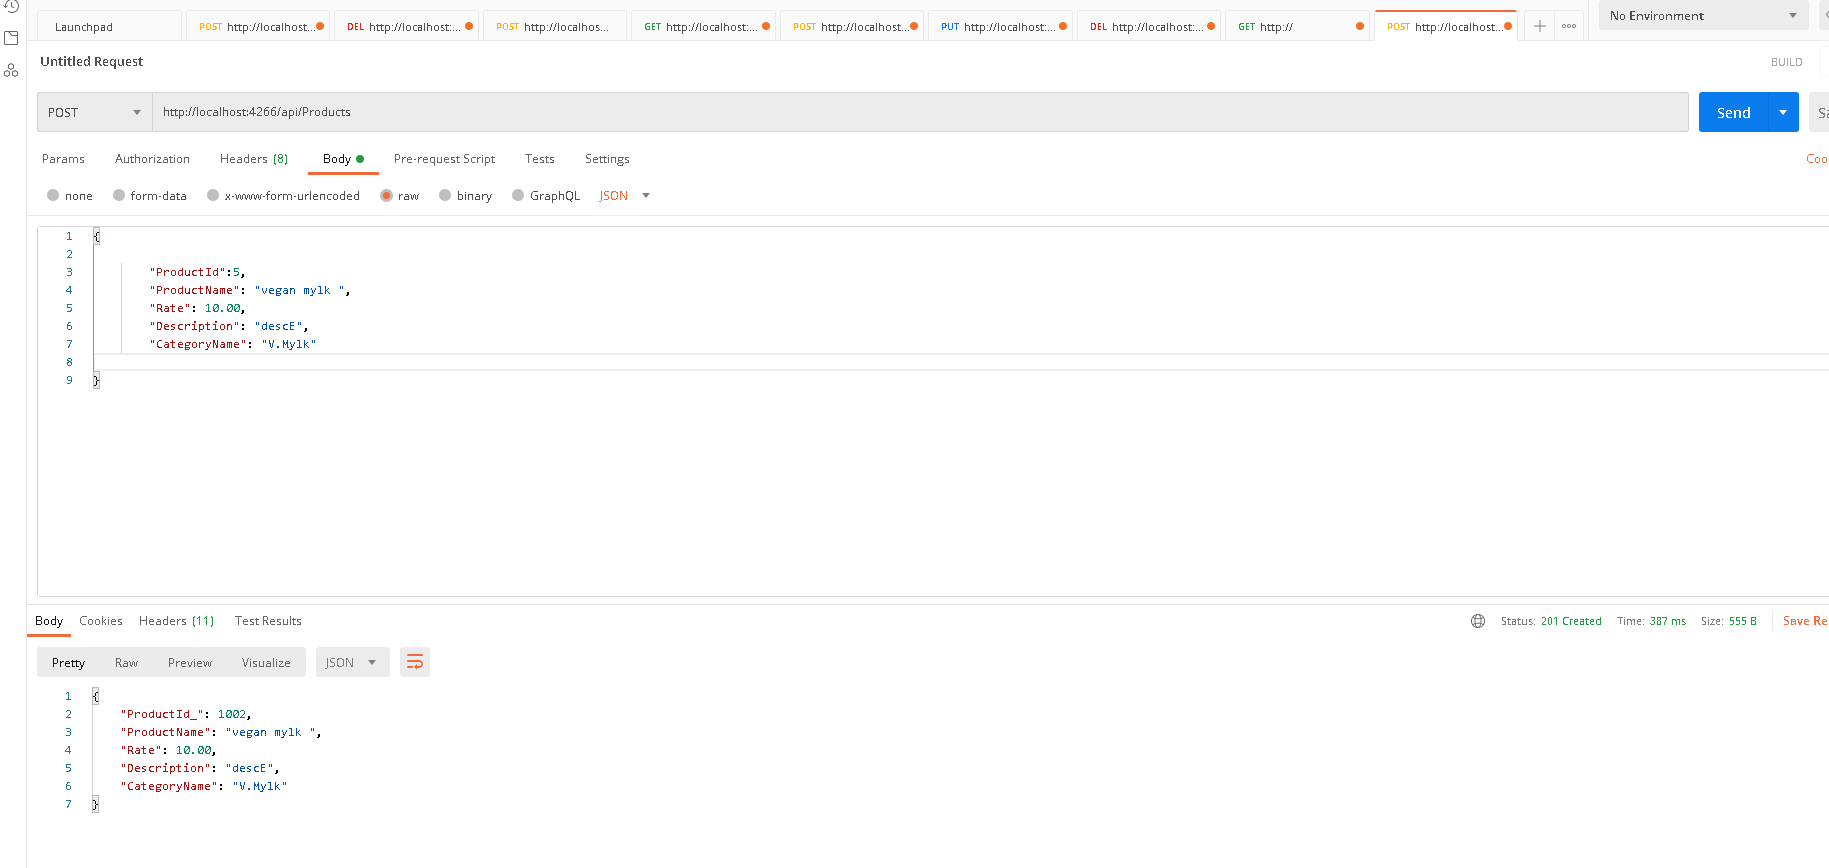 Launchpad POST http://localhost... DEL http://localhost:... POST http://localhost... GET http://localhost:... POST http://localhost... PUT http://localhost:... DEL http://localhost:... GET http:// POST http://localhost... No Environment
Untitled Request BUILD
POST http://localhost:4266/api/Products Send
Params Authorization Headers (8) Body Pre-request Script Tests Settings Coo
none form-data x-www-form-urlencoded raw binary GraphQL JSON
1 {
2
3 "ProductId":5,
4 "ProductName": "vegan mylk ",
5 "Rate": 10.00,
6 "Description": "descE",
7 "CategoryName": "V.Mylk"
8
9 }
Body Cookies Headers (11) Test Results Status: 201 Created Time: 387 ms Size: 555 B Save Re
Pretty Raw Preview Visualize JSON
1 {
2 "ProductId_": 1002,
3 "ProductName": "vegan mylk ",
4 "Rate": 10.00,
5 "Description": "descE",
6 "CategoryName": "V.Mylk"
7 }